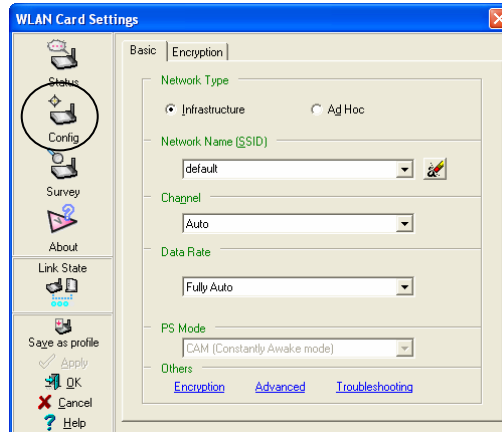 WLAN Card Settings
Status
Config
Survey
About
Link State
Save as profile
Apply
OK
Cancel
Help
Basic
Encryption
Network Type
Infrastructure
Ad Hoc
Network Name (SSID)
default
Channel
Auto
Data Rate
Fully Auto
PS Mode
CAM (Constantly Awake mode)
Others
Encryption
Advanced
Troubleshooting